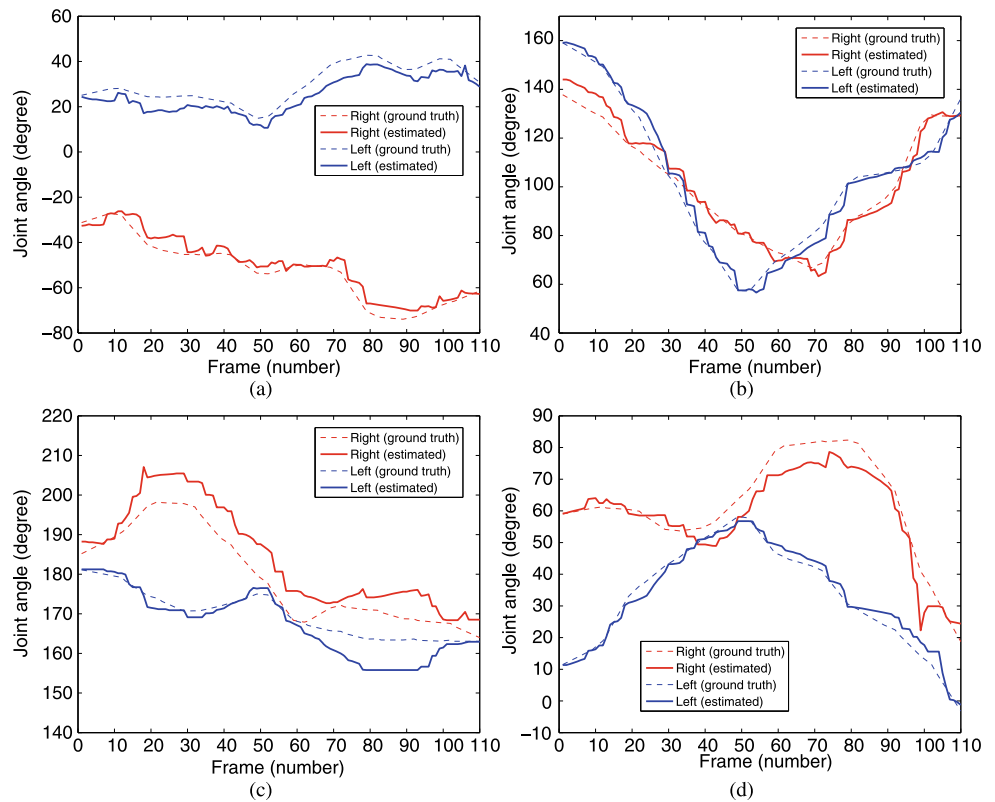 60
40
20
0
−20
−40
−60
−80
Joint angle (degree)
Right (ground truth)
Right (estimated)
Left (ground truth)
Left (estimated)
0 10 20 30 40 50 60 70 80 90 100 110
Frame (number)
(a)
160
140
120
100
80
60
40
Joint angle (degree)
Right (ground truth)
Right (estimated)
Left (ground truth)
Left (estimated)
0 10 20 30 40 50 60 70 80 90 100 110
Frame (number)
(b)
220
210
200
190
180
170
160
150
140
Joint angle (degree)
Right (ground truth)
Right (estimated)
Left (ground truth)
Left (estimated)
0 10 20 30 40 50 60 70 80 90 100 110
Frame (number)
(c)
90
80
70
60
50
40
30
20
10
0
−10
Joint angle (degree)
Right (ground truth)
Right (estimated)
Left (ground truth)
Left (estimated)
0 10 20 30 40 50 60 70 80 90 100 110
Frame (number)
(d)